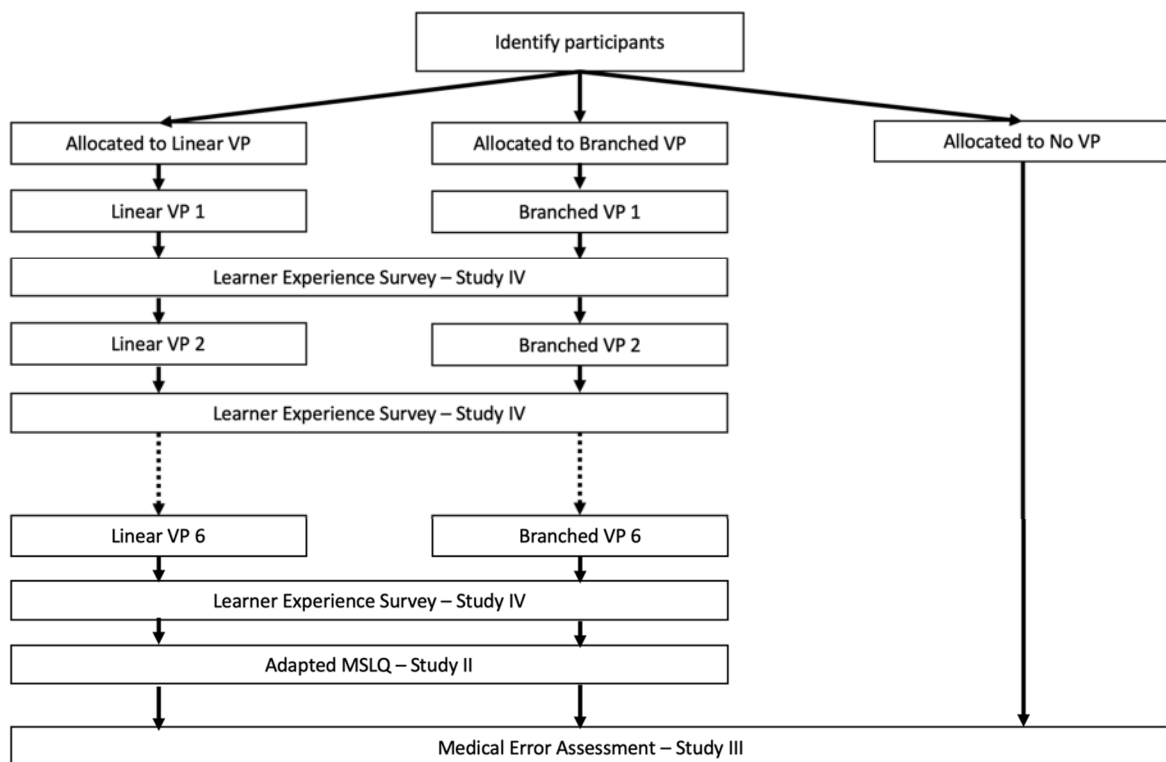 Identify participants
Allocated to Linear VP
Allocated to Branched VP
Allocated to No VP
Linear VP 1
Branched VP 1
Learner Experience Survey – Study IV
Linear VP 2
Branched VP 2
Learner Experience Survey – Study IV
Linear VP 6
Branched VP 6
Learner Experience Survey – Study IV
Adapted MSLQ – Study II
Medical Error Assessment – Study III